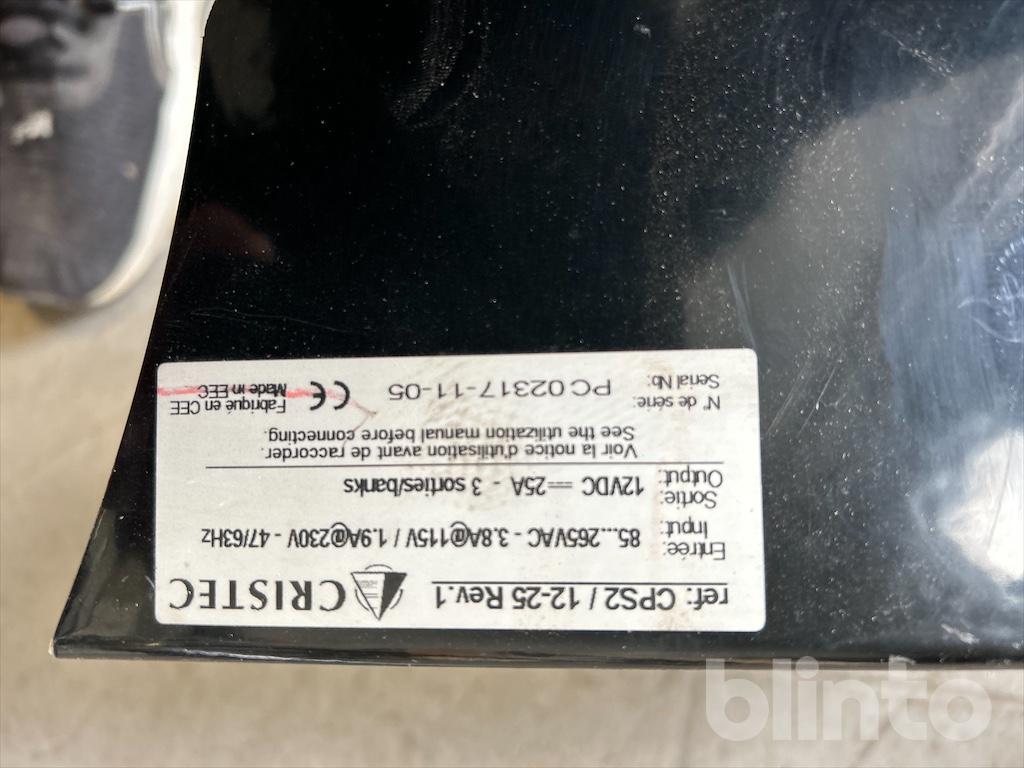 ref: CPS2 / 12-25 Rev.1 CRISTEC
Entrée: 85...265VAC - 3.8A@115V / 1.9A@230V - 47/63Hz
Input:
Sortie: 12VDC ⎓ 25A - 3 sorties/banks
Output:
Voir la notice d'utilisation avant de raccorder.
See the utilization manual before connecting.
N° de série: PC 02317-11-05 CE Fabriqué en CEE
Serial Nb: Made in EEC
blinto